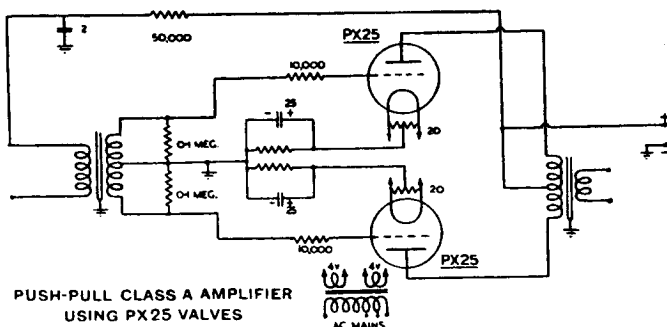 2
50,000
PX25
10,000
25
- +
20
0·1 MEG.
0·1 MEG.
20
- +
25
10,000
PX25
+
-
4v 4v
AC MAINS
PUSH-PULL CLASS A AMPLIFIER
USING PX25 VALVES